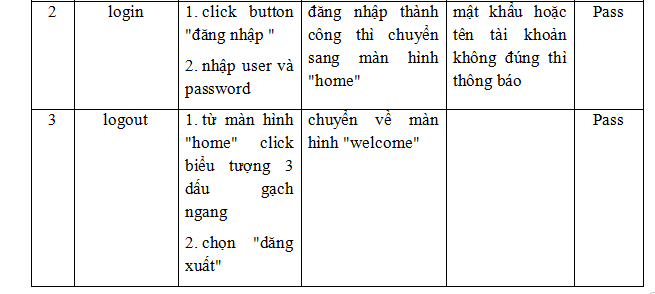 2
login
1. click button
"đăng nhập "
2. nhập user và
password
đăng nhập thành
công thì chuyển
sang màn hình
"home"
mật khẩu hoặc
tên tài khoản
không đúng thì
thông báo
Pass
3
logout
1. từ màn hình
"home" click
biểu tượng 3
dấu gạch
ngang
2. chọn "dăng
xuất"
chuyển về màn
hình "welcome"
Pass